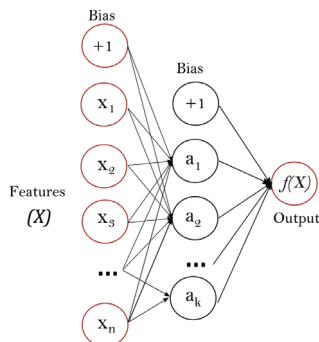 Bias
+1
x1
x2
x3
...
xn
Features
(X)
Bias
+1
a1
a2
...
ak
f(X)
Output